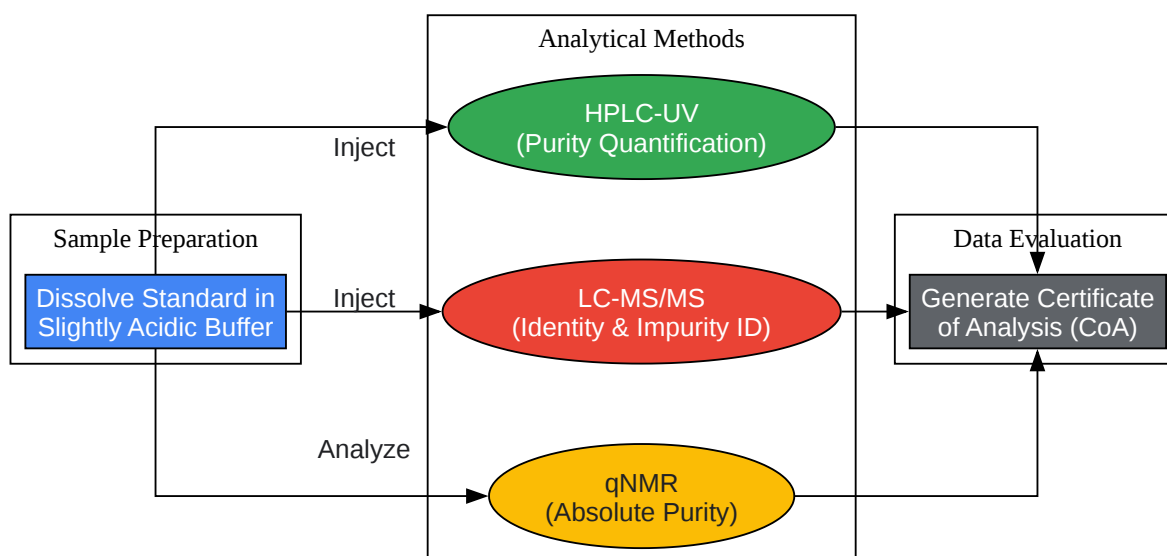 Analytical Methods
HPLC-UV
(Purity Quantification)
Inject
Sample Preparation
Data Evaluation
Dissolve Standard in
Slightly Acidic Buffer
Inject
LC-MS/MS
(Identity & Impurity ID)
Generate Certificate
of Analysis (CoA)
Analyze
qNMR
(Absolute Purity)